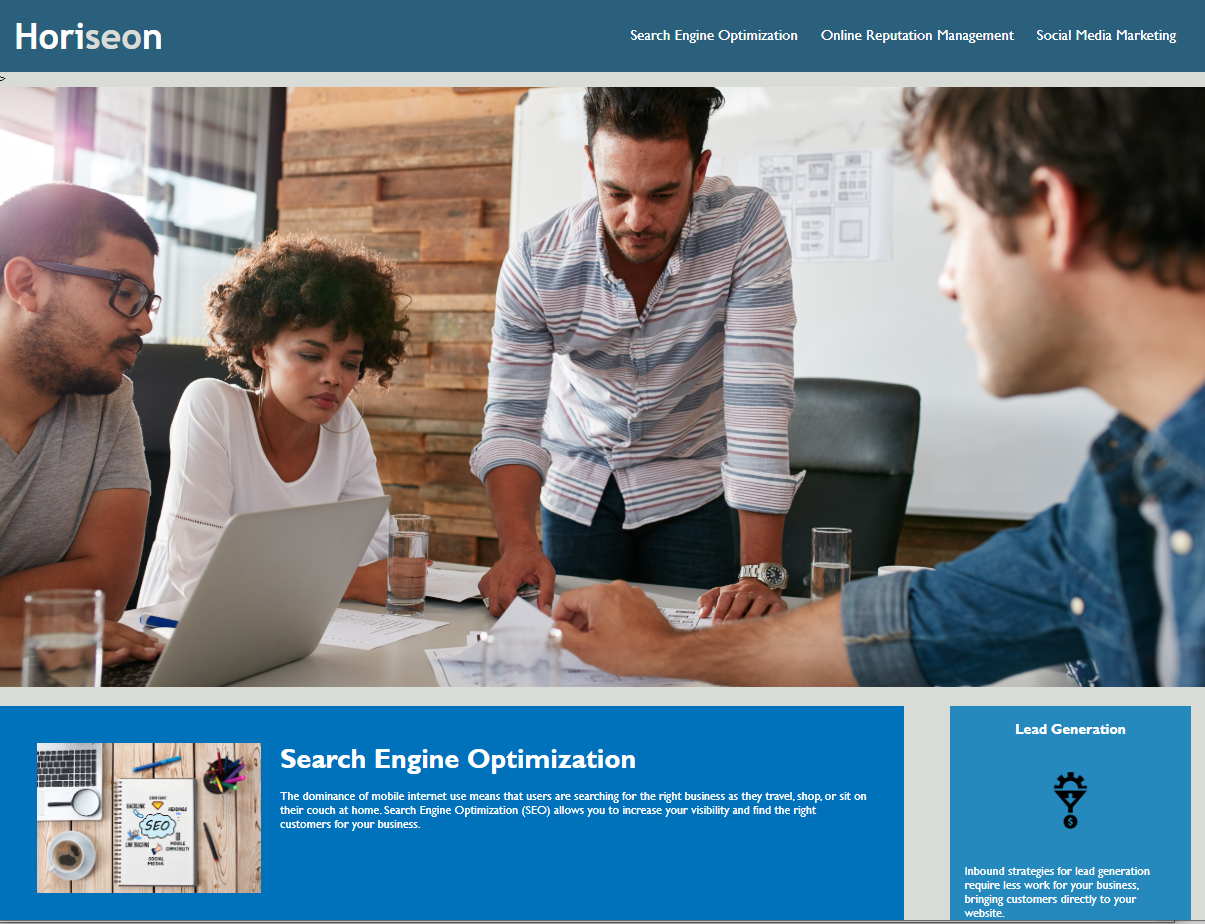 Horiseon
Search Engine Optimization
Online Reputation Management
Social Media Marketing
>
Search Engine Optimization
The dominance of mobile internet use means that users are searching for the right business as they travel, shop, or sit on
their couch at home. Search Engine Optimization (SEO) allows you to increase your visibility and find the right
customers for your business.
CONTENT
BACKLINK
HEADINGS
SEO
LINK BUILDING
MOBILE
COMPATIBILITY
SOCIAL
MEDIA
Lead Generation
$
Inbound strategies for lead generation
require less work for your business,
bringing customers directly to your
website.